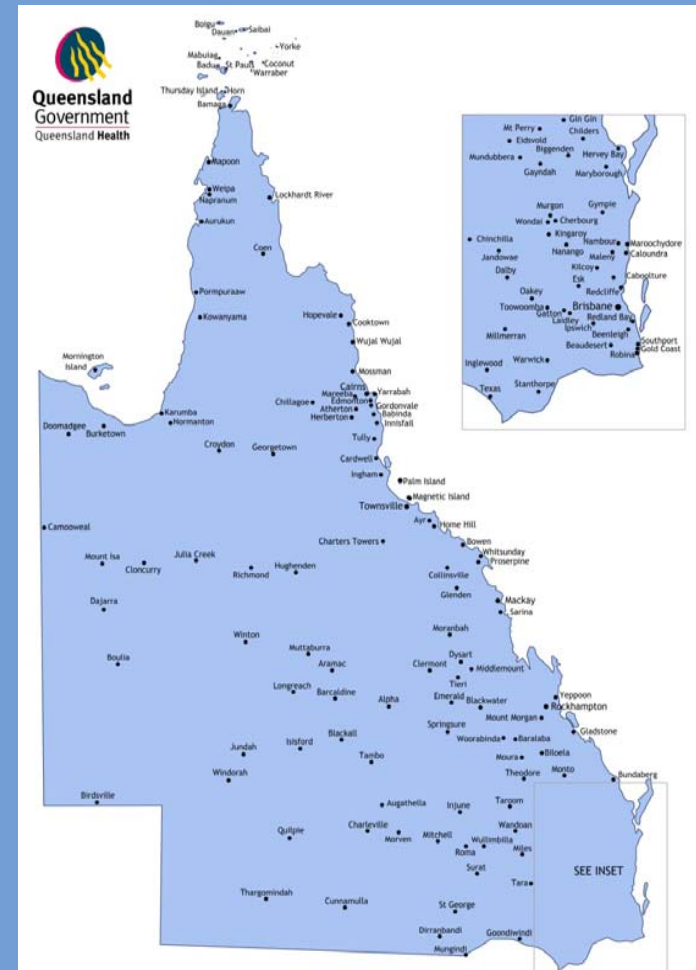 Queensland
Government
Queensland Health
Boigu
Dauan
Saibai
Yorke
Mabuiag
Badu
St Pauls
Coconut
Warraber
Thursday Island
Horn
Bamaga
Mapoon
Weipa
Napranum
Lockhardt River
Aurukun
Coen
Pormpuraaw
Kowanyama
Hopevale
Cooktown
Wujal Wujal
Mossman
Mornington
Island
Cairns
Yarrabah
Mareeba
Edmonton
Gordonvale
Chillagoe
Atherton
Babinda
Herberton
Innisfail
Karumba
Normanton
Doomadgee
Burketown
Croydon
Georgetown
Tully
Cardwell
Ingham
Palm Island
Magnetic Island
Townsville
Ayr
Home Hill
Camooweal
Charters Towers
Bowen
Whitsunday
Proserpine
Mount Isa
Cloncurry
Julia Creek
Richmond
Hughenden
Collinsville
Glenden
Mackay
Sarina
Dajarra
Moranbah
Winton
Muttaburra
Aramac
Dysart
Clermont
Middlemount
Tieri
Boulia
Longreach
Barcaldine
Alpha
Emerald
Blackwater
Yeppoon
Rockhampton
Mount Morgan
Gladstone
Springsure
Woorabinda
Baralaba
Biloela
Moura
Isisford
Blackall
Jundah
Tambo
Windorah
Theodore
Monto
Bundaberg
Birdsville
Augathella
Injune
Taroom
Quilpie
Charleville
Morven
Mitchell
Wandoan
Roma
Wullimbilla
Miles
Surat
Tara
SEE INSET
Thargomindah
Cunnamulla
St George
Dirranbandi
Goondiwindi
Mungindi
Gin Gin
Mt Perry
Childers
Eidsvold
Biggenden
Hervey Bay
Mundubbera
Gayndah
Maryborough
Murgon
Gympie
Wondai
Cherbourg
Chinchilla
Kingaroy
Nambour
Maroochydore
Jandowae
Nanango
Maleny
Caloundra
Dalby
Kilcoy
Esk
Caboolture
Redcliffe
Oakey
Toowoomba
Brisbane
Gatton
Laidley
Redland Bay
Ipswich
Millmerran
Beenleigh
Beaudesert
Southport
Gold Coast
Robina
Inglewood
Warwick
Texas
Stanthorpe